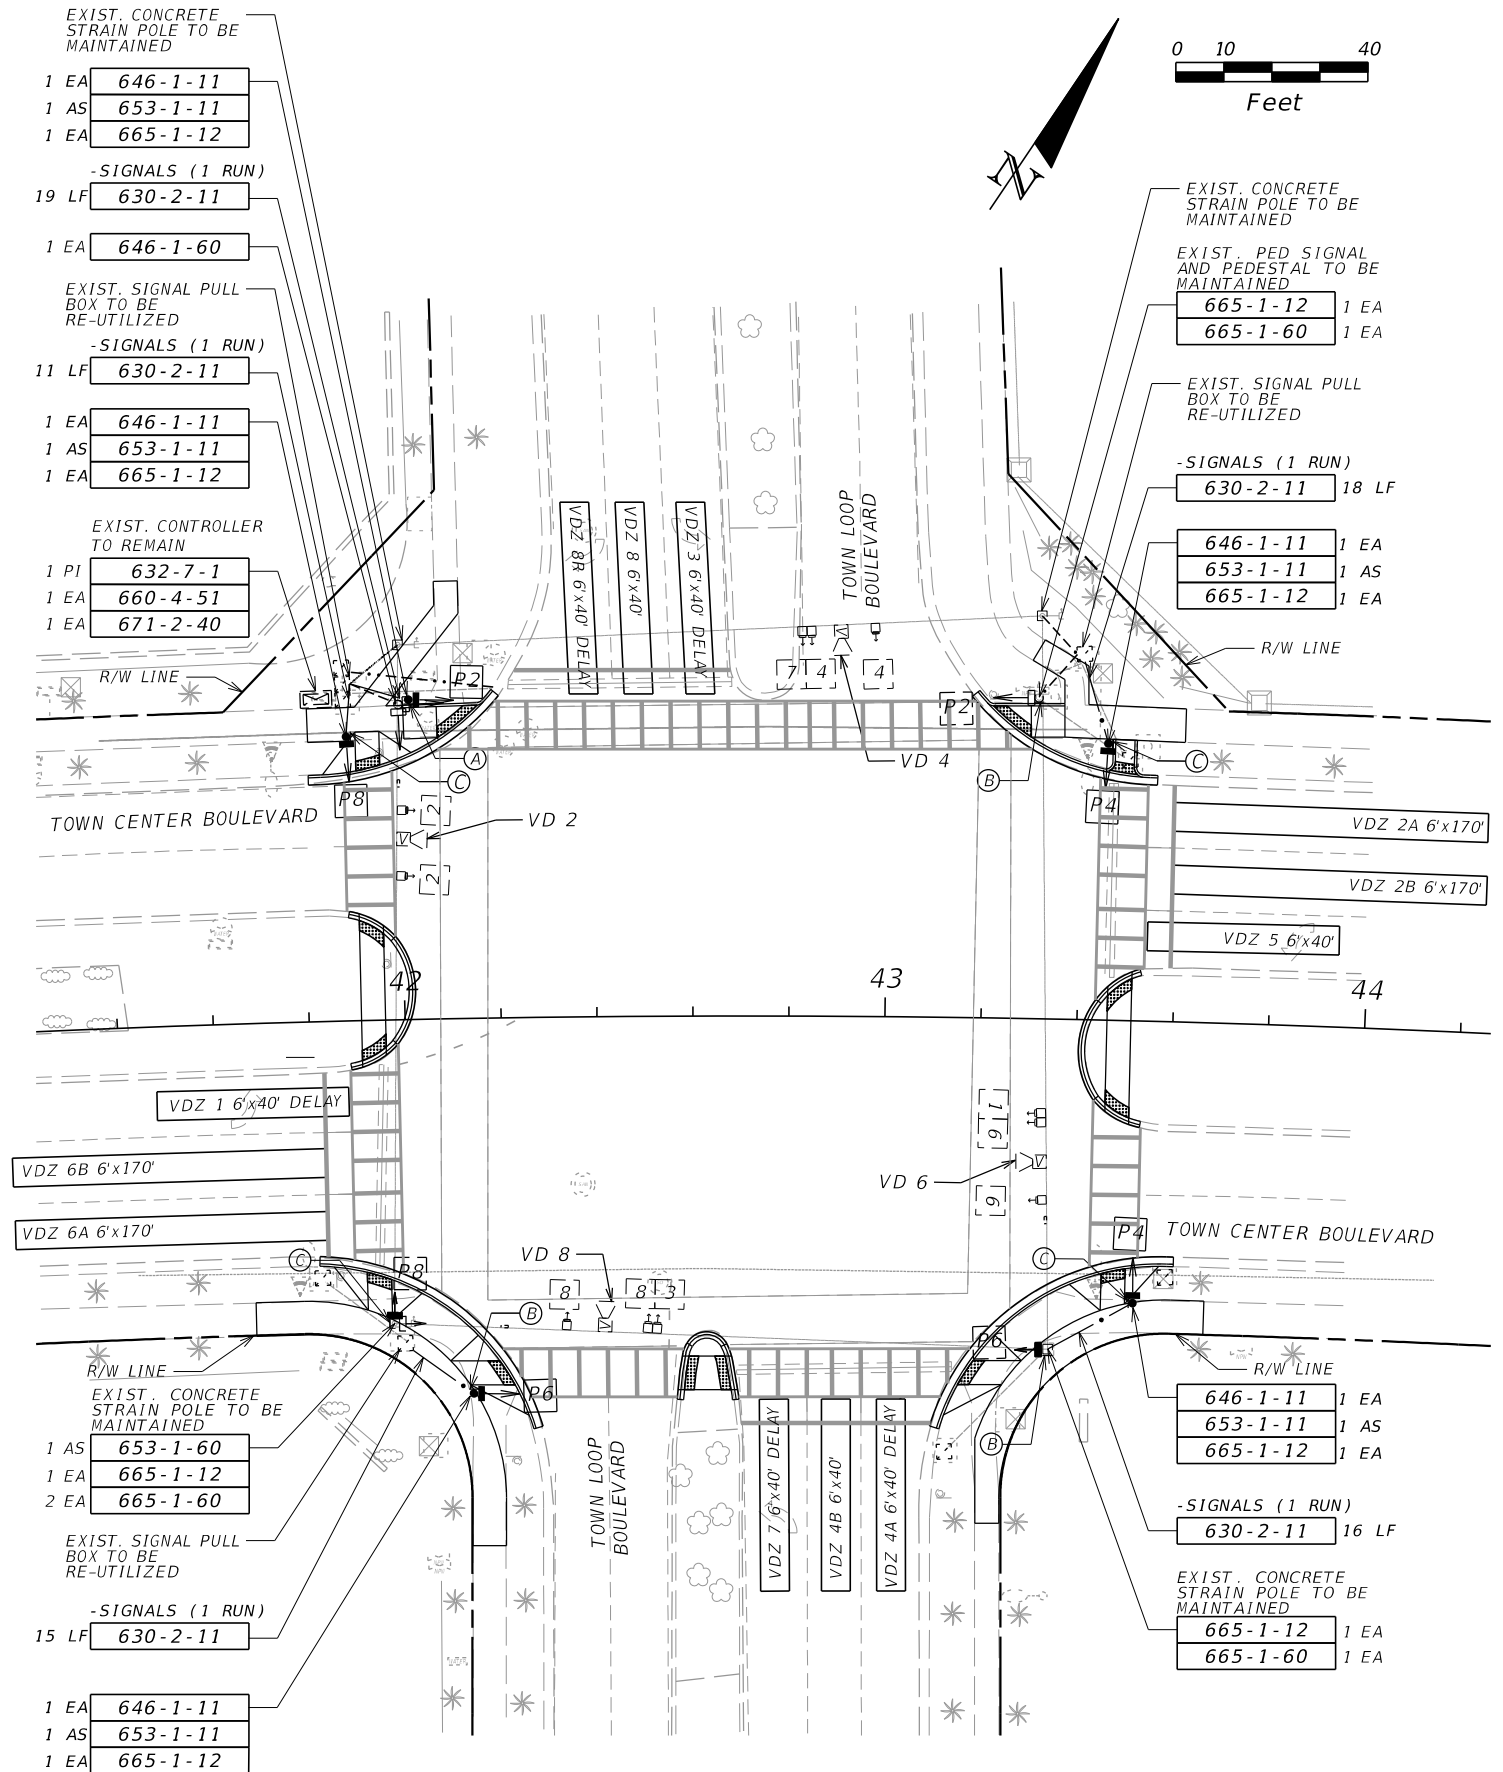 EXIST. CONCRETE
STRAIN POLE TO BE
MAINTAINED
1 EA 646-1-11
1 AS 653-1-11
1 EA 665-1-12
-SIGNALS (1 RUN)
19 LF 630-2-11
1 EA 646-1-60
EXIST. SIGNAL PULL
BOX TO BE
RE-UTILIZED
-SIGNALS (1 RUN)
11 LF 630-2-11
1 EA 646-1-11
1 AS 653-1-11
1 EA 665-1-12
EXIST. CONTROLLER
TO REMAIN
1 PI 632-7-1
1 EA 660-4-51
1 EA 671-2-40
R/W LINE
0 10 40
Feet
N
EXIST. CONCRETE
STRAIN POLE TO BE
MAINTAINED
EXIST. PED SIGNAL
AND PEDESTAL TO BE
MAINTAINED
665-1-12 1 EA
665-1-60 1 EA
EXIST. SIGNAL PULL
BOX TO BE
RE-UTILIZED
-SIGNALS (1 RUN)
630-2-11 18 LF
646-1-11 1 EA
653-1-11 1 AS
665-1-12 1 EA
R/W LINE
VDZ 8R 6'x40' DELAY
VDZ 8 6'x40'
VDZ 3 6'x40' DELAY
TOWN LOOP
BOULEVARD
7 4 4
P2
P2
A
C
B
C
VD 4
P8
P4
TOWN CENTER BOULEVARD
2
VD 2
2
VDZ 2A 6'x170'
VDZ 2B 6'x170'
VDZ 5 6'x40'
42
43
44
VDZ 1 6'x40' DELAY
VDZ 6B 6'x170'
VDZ 6A 6'x170'
1
6
VD 6
6
P4
TOWN CENTER BOULEVARD
C
P8
VD 8
8 8 3
B
C
P6
P6
B
R/W LINE
R/W LINE
EXIST. CONCRETE
STRAIN POLE TO BE
MAINTAINED
1 AS 653-1-60
1 EA 665-1-12
2 EA 665-1-60
EXIST. SIGNAL PULL
BOX TO BE
RE-UTILIZED
-SIGNALS (1 RUN)
15 LF 630-2-11
1 EA 646-1-11
1 AS 653-1-11
1 EA 665-1-12
TOWN LOOP
BOULEVARD
VDZ 7 6'x40' DELAY
VDZ 4B 6'x40'
VDZ 4A 6'x40' DELAY
646-1-11 1 EA
653-1-11 1 AS
665-1-12 1 EA
-SIGNALS (1 RUN)
630-2-11 16 LF
EXIST. CONCRETE
STRAIN POLE TO BE
MAINTAINED
665-1-12 1 EA
665-1-60 1 EA